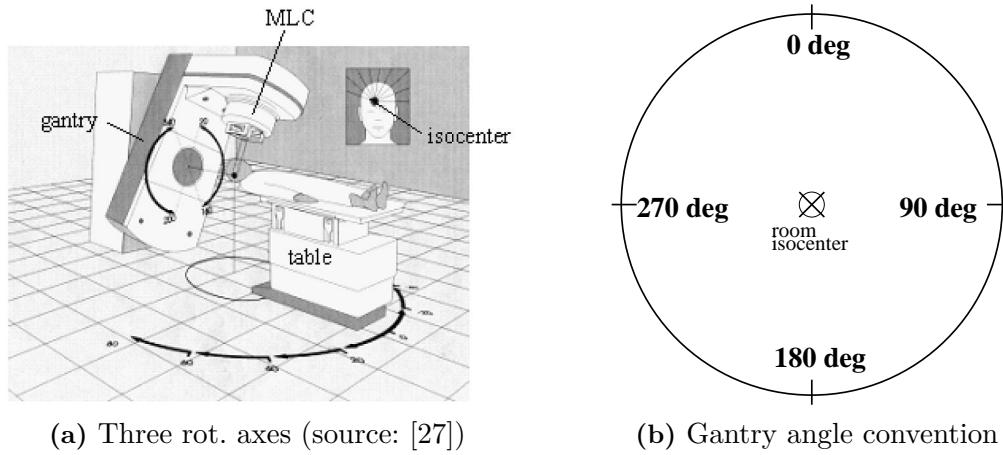 MLC
gantry
isocenter
table
0 deg
270 deg
90 deg
room
isocenter
180 deg
(a) Three rot. axes (source: [27])
(b) Gantry angle convention